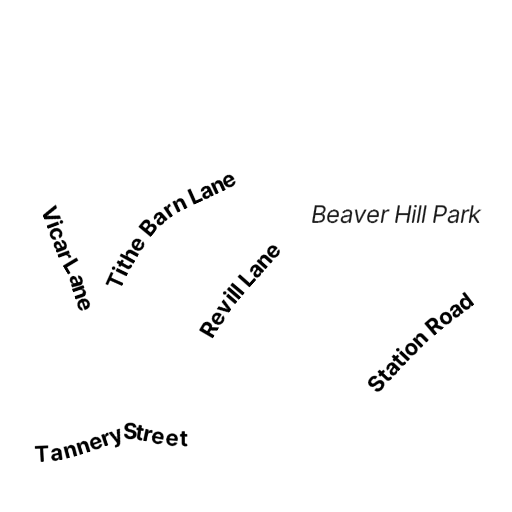 Tithe Barn Lane
Vicar Lane
Beaver Hill Park
Revill Lane
Station Road
Tannery Street